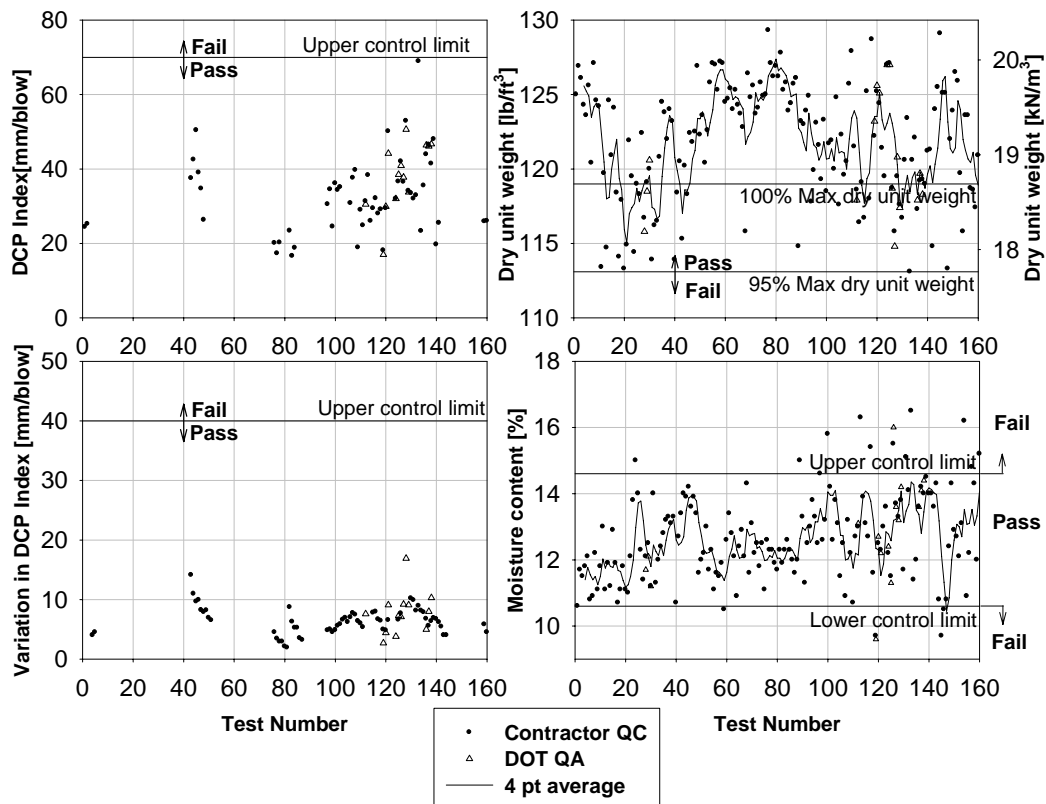 DCP Index[mm/blow]
80
70
60
50
40
30
20
10
0
Fail
Pass
Upper control limit
0 20 40 60 80 100 120 140 160
Dry unit weight [lb/ft3]
130
125
120
115
110
100% Max dry unit weight
Pass
Fail
95% Max dry unit weight
0 20 40 60 80 100 120 140 160
20.0
19.0
18.0
Dry unit weight [kN/m3]
Variation in DCP Index [mm/blow]
50
40
30
20
10
0
Fail
Pass
Upper control limit
0 20 40 60 80 100 120 140 160
Test Number
Moisture content [%]
18
16
14
12
10
Upper control limit
Lower control limit
Fail
Pass
Fail
0 20 40 60 80 100 120 140 160
Test Number
Contractor QC
DOT QA
4 pt average